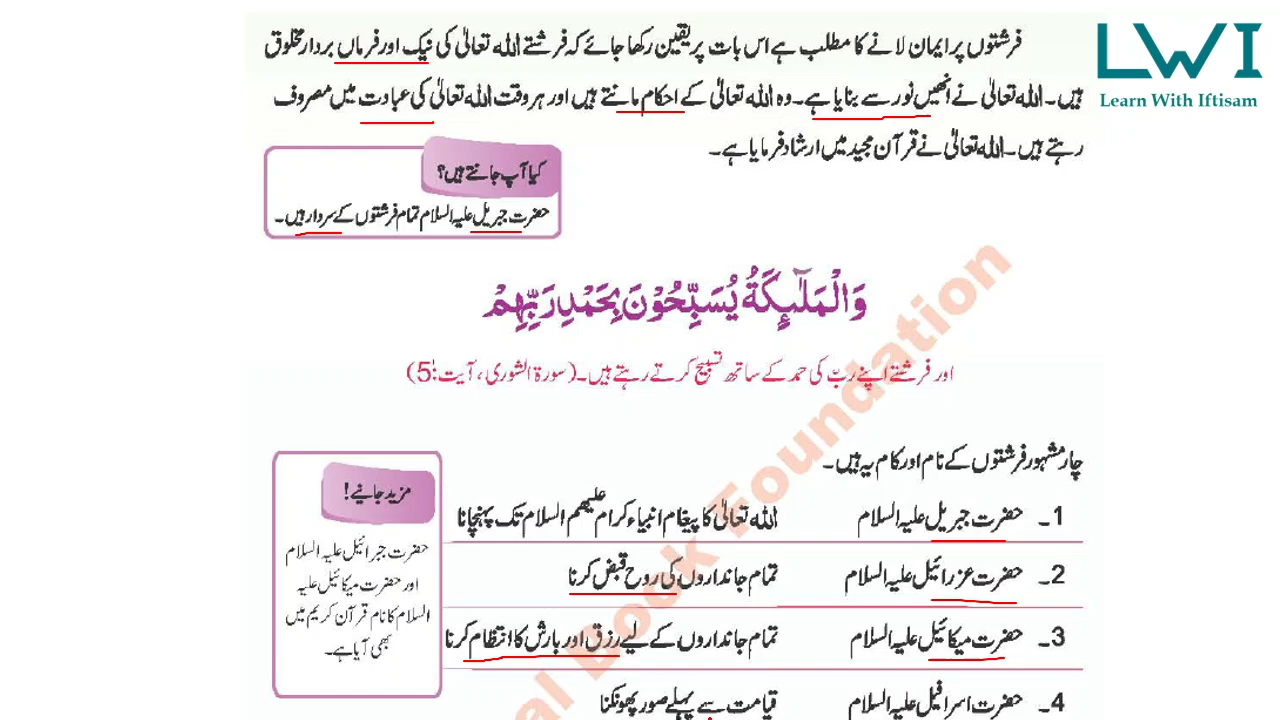 LWI
Learn With Iftisam
فرشتوں پر ایمان لانے کا مطلب ہے اس بات پر یقین رکھا جائے کہ فرشتے اللہ تعالیٰ کی نیک اور فرماں بردار مخلوق
ہیں۔ اللہ تعالیٰ نے انھیں نور سے بنایا ہے۔ وہ اللہ تعالیٰ کے احکام مانتے ہیں اور ہر وقت اللہ تعالیٰ کی عبادت میں مصروف
رہتے ہیں۔ اللہ تعالیٰ نے قرآن مجید میں ارشاد فرمایا ہے۔
کیا آپ جانتے ہیں؟
حضرت جبریل علیہ السلام تمام فرشتوں کے سردار ہیں۔
وَالْمَلٰٓئِكَةُ يُسَبِّحُوْنَ بِحَمْدِ رَبِّهِمْ
اور فرشتے اپنے ربّ کی حمد کے ساتھ تسبیح کرتے رہتے ہیں۔ (سورۃ الشوریٰ، آیت: 5)
چار مشہور فرشتوں کے نام اور کام یہ ہیں۔
1۔ حضرت جبریل علیہ السلام اللہ تعالیٰ کا پیغام انبیاء کرام علیھم السلام تک پہنچانا
2۔ حضرت عزرائیل علیہ السلام تمام جانداروں کی روح قبض کرنا
3۔ حضرت میکائیل علیہ السلام تمام جانداروں کے لیے رزق اور بارش کا انتظام کرنا
4۔ حضرت اسرافیل علیہ السلام قیامت سے پہلے صور پھونکنا
مزید جانیے!
حضرت جبرائیل علیہ السلام
اور حضرت میکائیل علیہ
السلام کا نام قرآن کریم میں
بھی آیا ہے۔
al Book Foundation